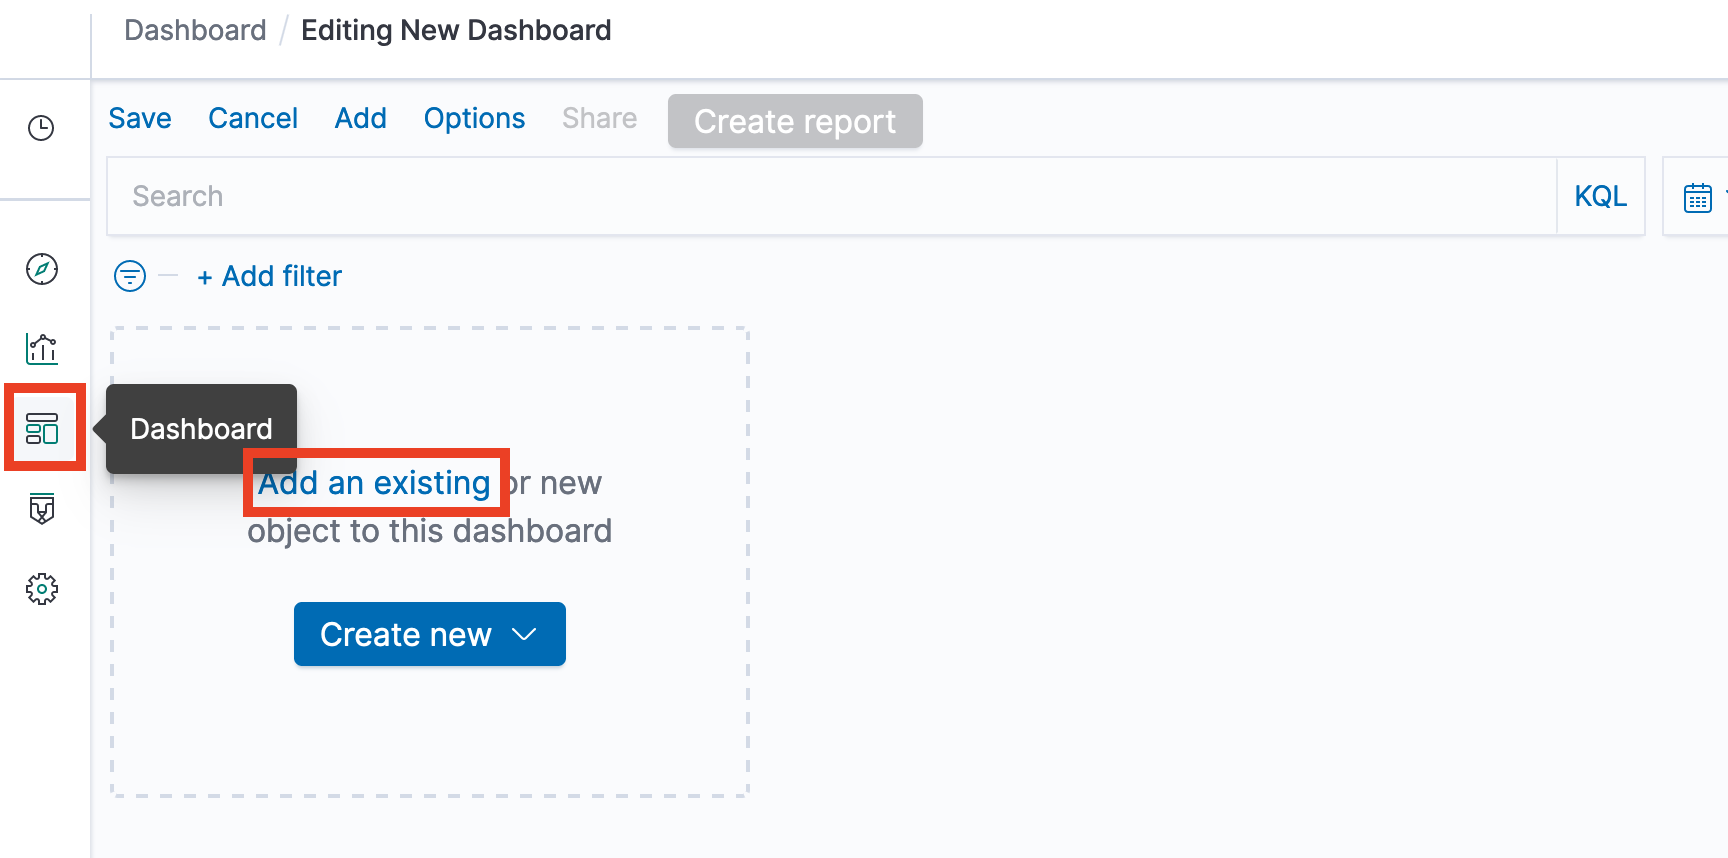 Dashboard / Editing New Dashboard
Save Cancel Add Options Share Create report
Search KQL
+ Add filter
Dashboard
Add an existing or new
object to this dashboard
Create new